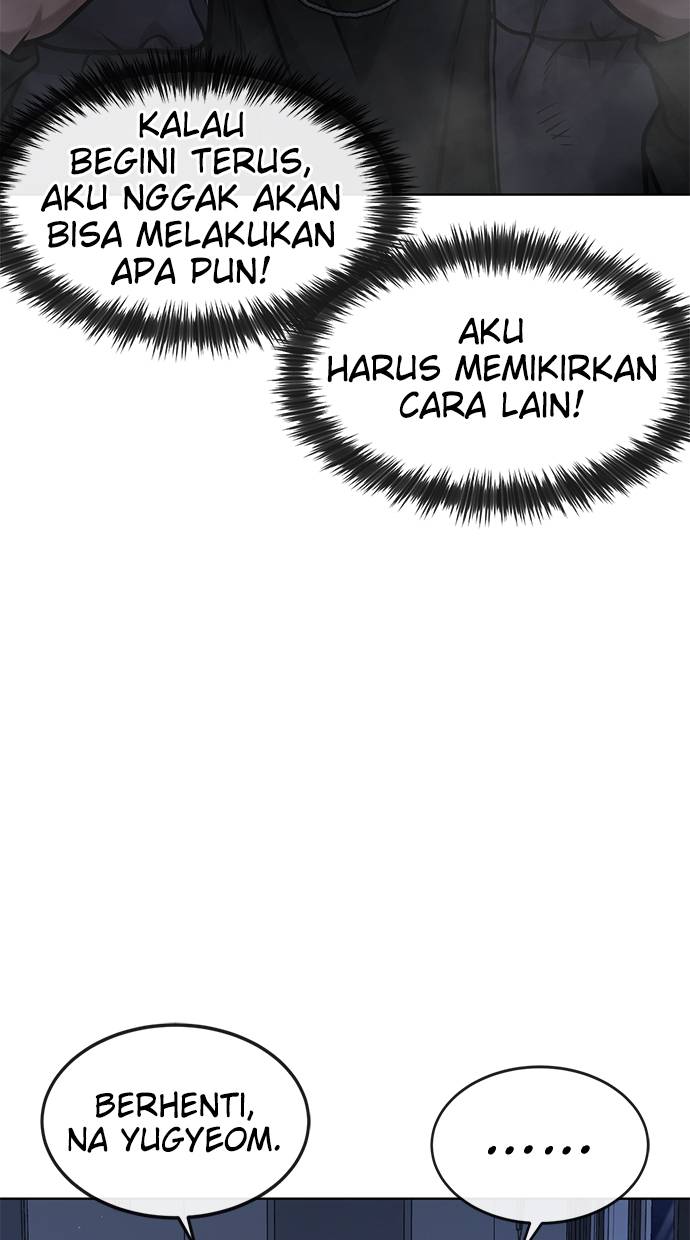 KALAU
BEGINI TERUS,
AKU NGGAK AKAN
BISA MELAKUKAN
APA PUN!
AKU
HARUS MEMIKIRKAN
CARA LAIN!
BERHENTI,
NA YUGYEOM.
......